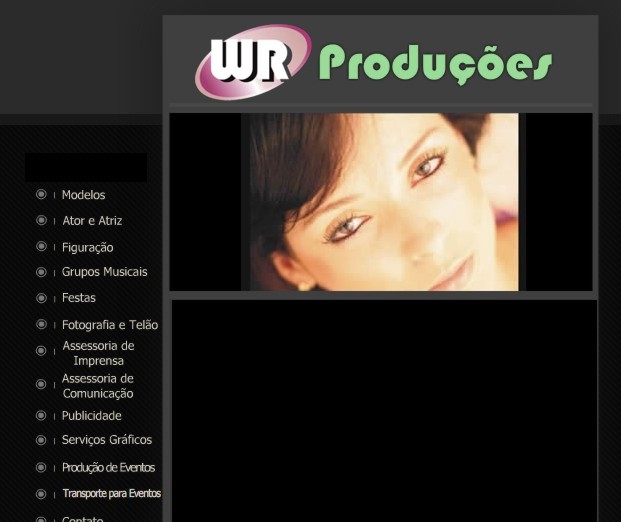 WR Produções
Modelos
Ator e Atriz
Figuração
Grupos Musicais
Festas
Fotografia e Telão
Assessoria de
Imprensa
Assessoria de
Comunicação
Publicidade
Serviços Gráficos
Produção de Eventos
Transporte para Eventos
Contato